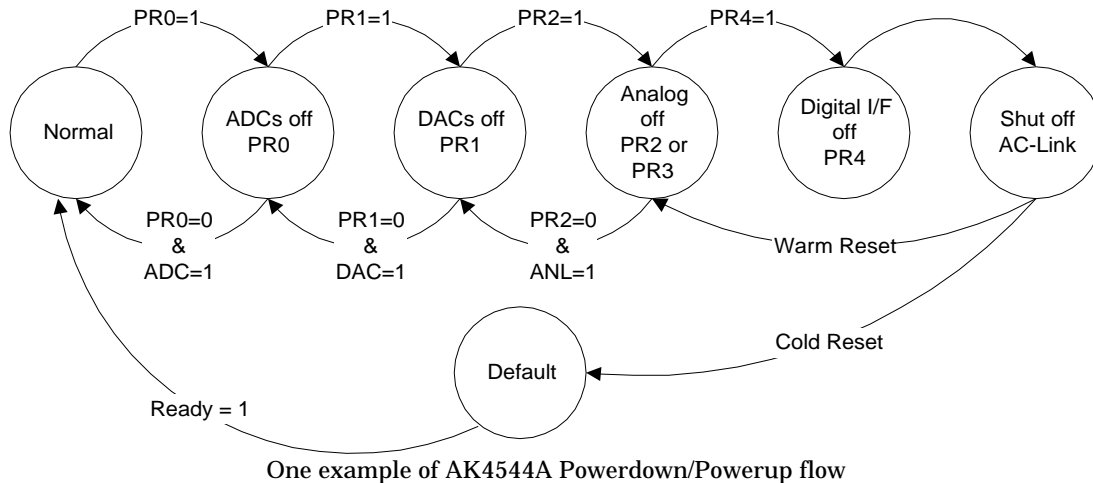 PR0=1
PR1=1
PR2=1
PR4=1
Normal
ADCs off
PR0
DACs off
PR1
Analog
off
PR2 or
PR3
Digital I/F
off
PR4
Shut off
AC-Link
PR0=0
&
ADC=1
PR1=0
&
DAC=1
PR2=0
&
ANL=1
Warm Reset
Cold Reset
Default
Ready = 1
One example of AK4544A Powerdown/Powerup flow